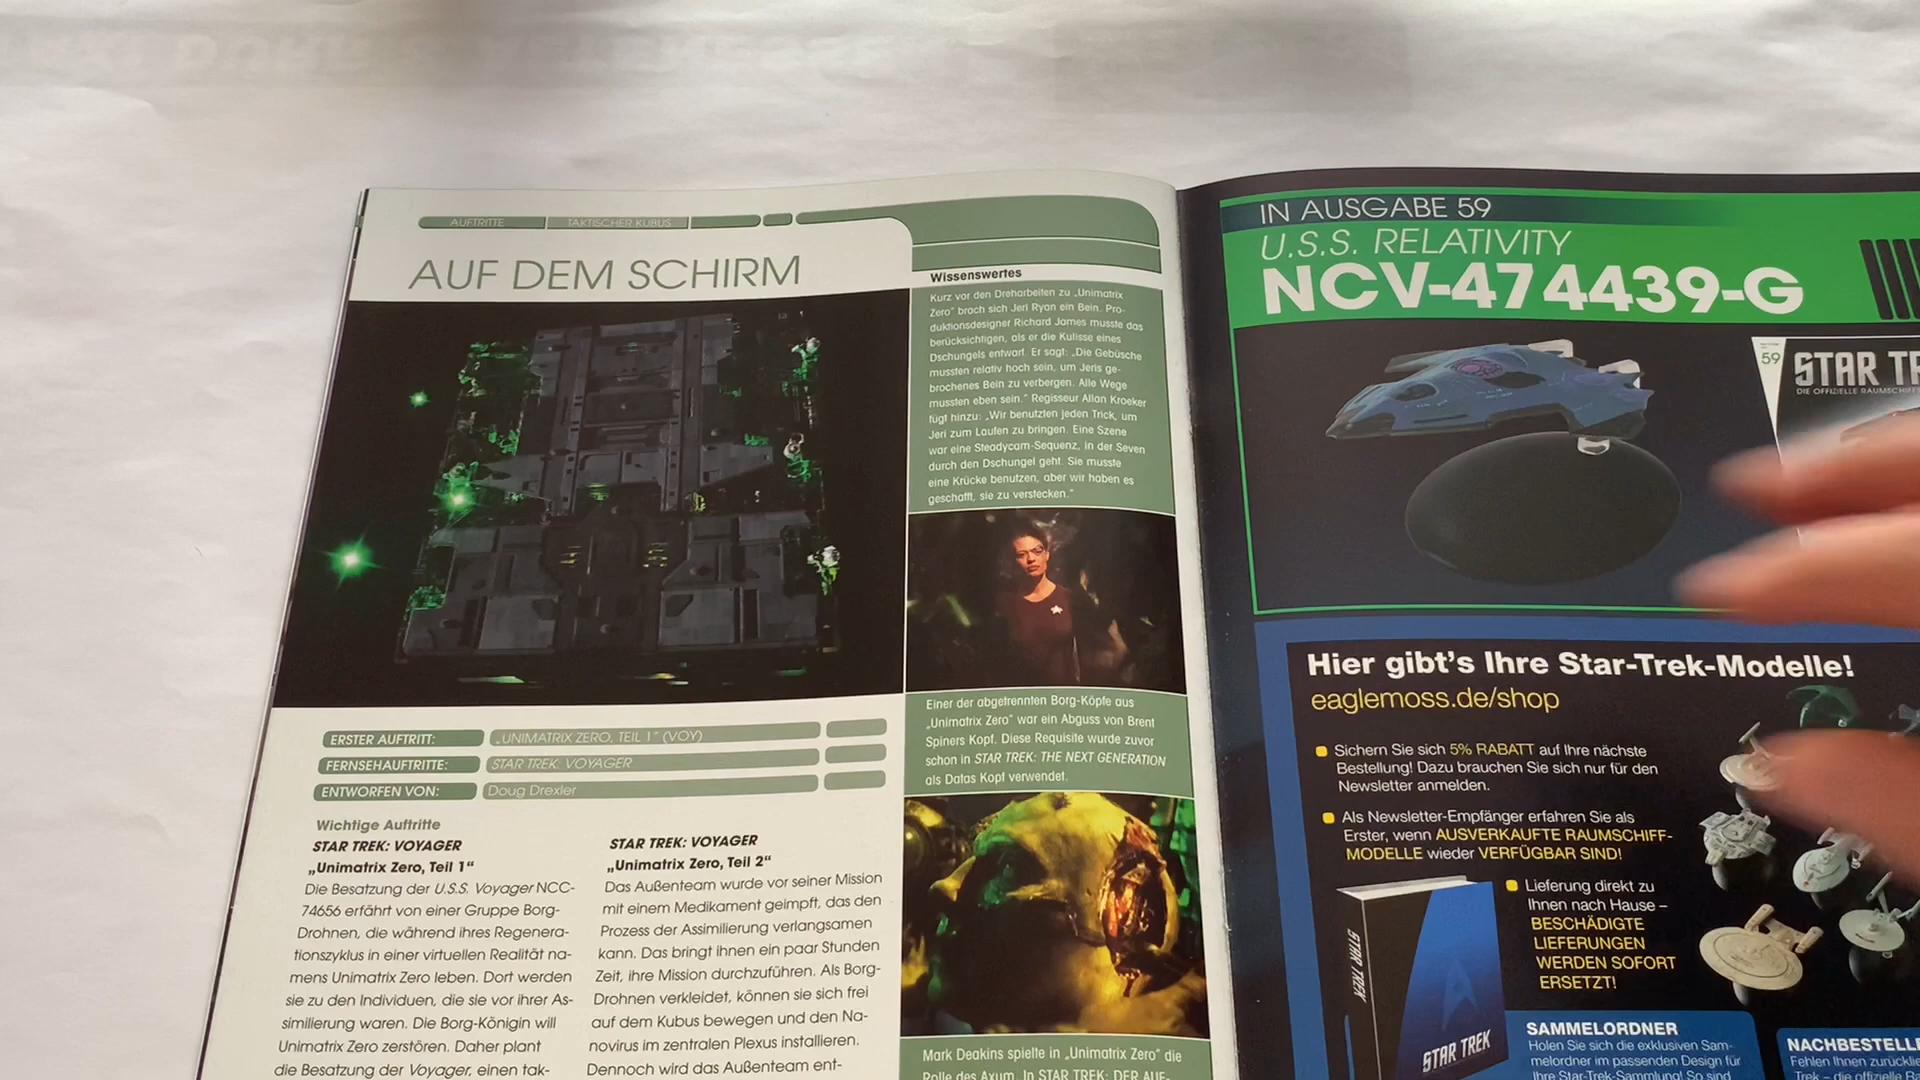 AUFTRITTE
TAKTISCHER KUBUS
AUF DEM SCHIRM
ERSTER AUFTRITT:
„UNIMATRIX ZERO, TEIL 1“ (VOY)
FERNSEHAUFTRITTE:
STAR TREK: VOYAGER
ENTWORFEN VON:
Doug Drexler
Wichtige Auftritte
STAR TREK: VOYAGER
„Unimatrix Zero, Teil 1“
Die Besatzung der U.S.S. Voyager NCC-
74656 erfährt von einer Gruppe Borg-
Drohnen, die während ihres Regenera-
tionszyklus in einer virtuellen Realität na-
mens Unimatrix Zero leben. Dort werden
sie zu den Individuen, die sie vor ihrer As-
similierung waren. Die Borg-Königin will
Unimatrix Zero zerstören. Daher plant
die Besatzung der Voyager, einen tak-
STAR TREK: VOYAGER
„Unimatrix Zero, Teil 2“
Das Außenteam wurde vor seiner Mission
mit einem Medikament geimpft, das den
Prozess der Assimilierung verlangsamen
kann. Das bringt ihnen ein paar Stunden
Zeit, ihre Mission durchzuführen. Als Borg-
Drohnen verkleidet, können sie sich frei
auf dem Kubus bewegen und den Na-
novirus im zentralen Plexus installieren.
Dennoch wird das Außenteam ent-
Wissenswertes
Kurz vor den Dreharbeiten zu „Unimatrix
Zero“ brach sich Jeri Ryan ein Bein. Pro-
duktionsdesigner Richard James musste das
berücksichtigen, als er die Kulisse eines
Dschungels entwarf. Er sagt: „Die Gebüsche
mussten relativ hoch sein, um Jeris ge-
brochenes Bein zu verbergen. Alle Wege
mussten eben sein.“ Regisseur Allan Kroeker
fügt hinzu: „Wir benutzten jeden Trick, um
Jeri zum Laufen zu bringen. Eine Szene
war eine Steadycam-Sequenz, in der Seven
durch den Dschungel geht. Sie musste
eine Krücke benutzen, aber wir haben es
geschafft, sie zu verstecken.“
Einer der abgetrennten Borg-Köpfe aus
„Unimatrix Zero“ war ein Abguss von Brent
Spiners Kopf. Diese Requisite wurde zuvor
schon in STAR TREK: THE NEXT GENERATION
als Datas Kopf verwendet.
Mark Deakins spielte in „Unimatrix Zero“ die
Rolle des Axum. In STAR TREK: DER AUF-
IN AUSGABE 59
U.S.S. RELATIVITY
NCV-474439-G
59
STAR TR
DIE OFFIZIELLE RAUMSCHIFF
Hier gibt's Ihre Star-Trek-Modelle!
eaglemoss.de/shop
Sichern Sie sich 5% RABATT auf Ihre nächste
Bestellung! Dazu brauchen Sie sich nur für den
Newsletter anmelden.
Als Newsletter-Empfänger erfahren Sie als
Erster, wenn AUSVERKAUFTE RAUMSCHIFF-
MODELLE wieder VERFÜGBAR SIND!
Lieferung direkt zu
Ihnen nach Hause –
BESCHÄDIGTE
LIEFERUNGEN
WERDEN SOFORT
ERSETZT!
STAR TREK
STAR TREK
SAMMELORDNER
Holen Sie sich die exklusiven Sam-
melordner im passenden Design für
Ihre Star-Trek-Sammlung! So sind
NACHBESTELLE
Fehlen Ihnen zurücklie
Trek – die offizielle Ra